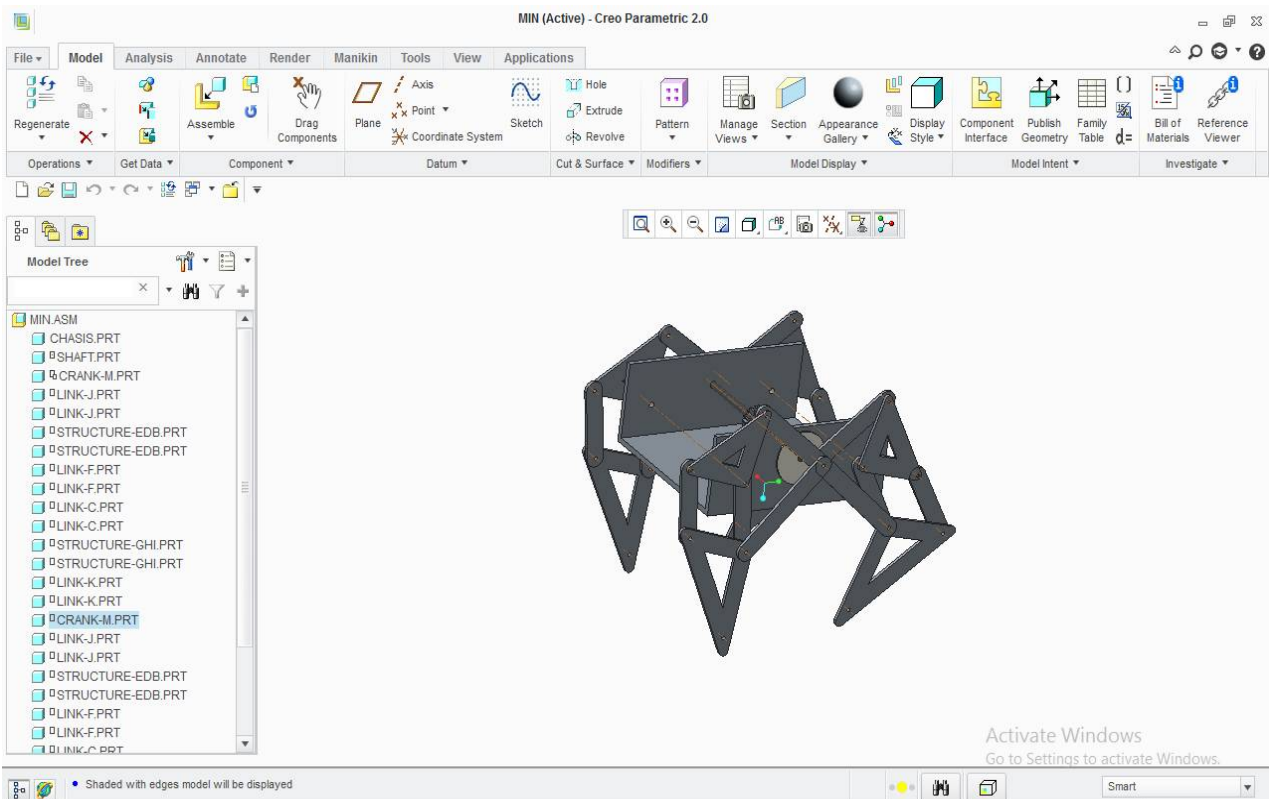 MIN (Active) - Creo Parametric 2.0
File Model Analysis Annotate Render Manikin Tools View Applications
Regenerate
Assemble
Drag Components
Plane
Axis
Point
Coordinate System
Sketch
Hole
Extrude
Revolve
Pattern
Manage Views
Section
Appearance Gallery
Display Style
Component Interface
Publish Geometry
Family Table
d=
Bill of Materials
Reference Viewer
Operations Get Data Component Datum Cut & Surface Modifiers Model Display Model Intent Investigate
Model Tree
MIN.ASM
CHASIS.PRT
SHAFT.PRT
CRANK-M.PRT
LINK-J.PRT
LINK-J.PRT
STRUCTURE-EDB.PRT
STRUCTURE-EDB.PRT
LINK-F.PRT
LINK-F.PRT
LINK-C.PRT
LINK-C.PRT
STRUCTURE-GHI.PRT
STRUCTURE-GHI.PRT
LINK-K.PRT
LINK-K.PRT
CRANK-M.PRT
LINK-J.PRT
LINK-J.PRT
STRUCTURE-EDB.PRT
STRUCTURE-EDB.PRT
LINK-F.PRT
LINK-F.PRT
LINK-C.PRT
Activate Windows
Go to Settings to activate Windows.
Shaded with edges model will be displayed
Smart